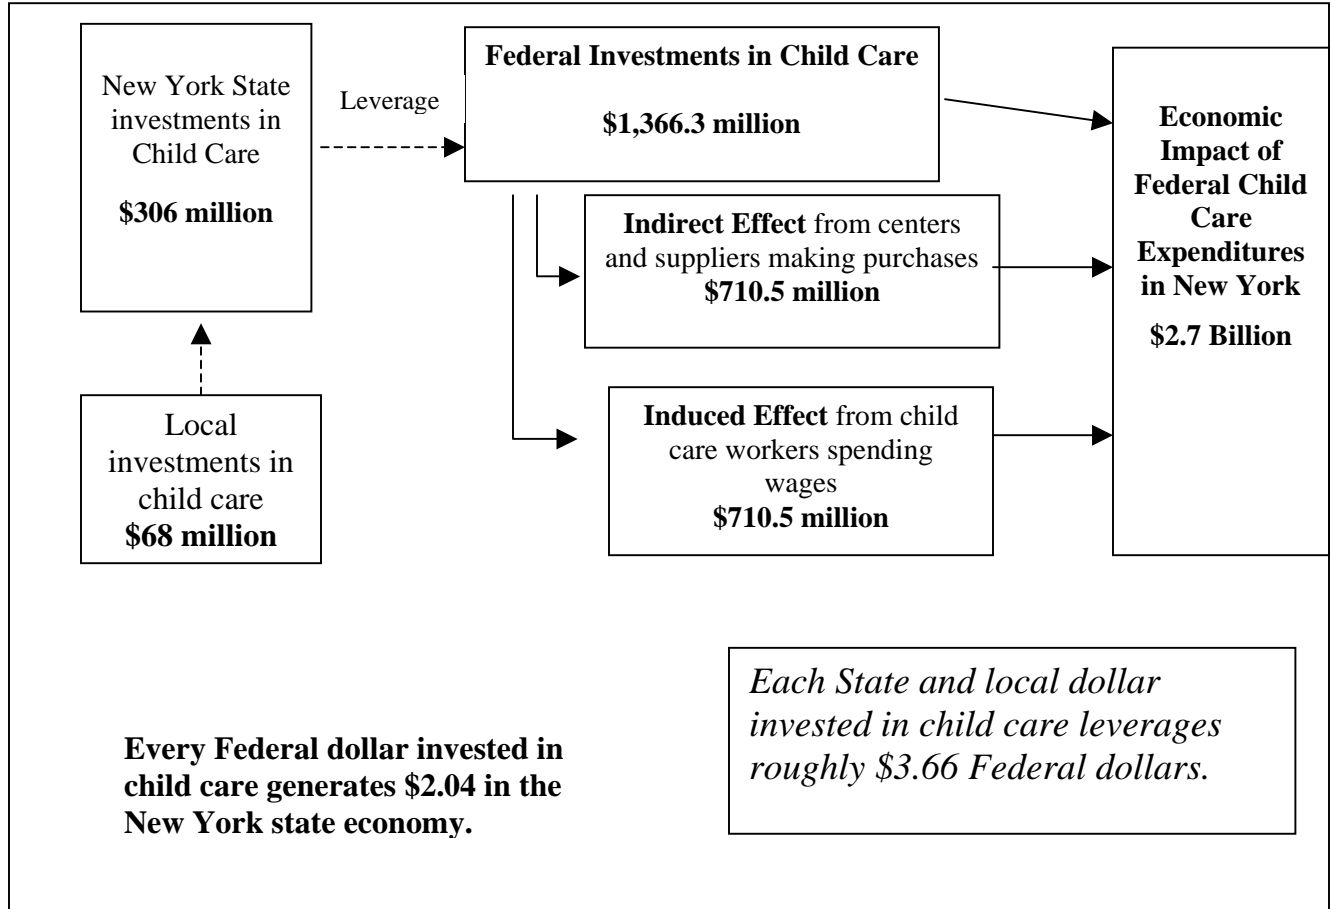 New York State
investments in
Child Care
$306 million
Leverage
Federal Investments in Child Care
$1,366.3 million
Indirect Effect from centers
and suppliers making purchases
$710.5 million
Induced Effect from child
care workers spending
wages
$710.5 million
Economic
Impact of
Federal Child
Care
Expenditures
in New York
$2.7 Billion
Local
investments in
child care
$68 million
Every Federal dollar invested in
child care generates $2.04 in the
New York state economy.
Each State and local dollar
invested in child care leverages
roughly $3.66 Federal dollars.